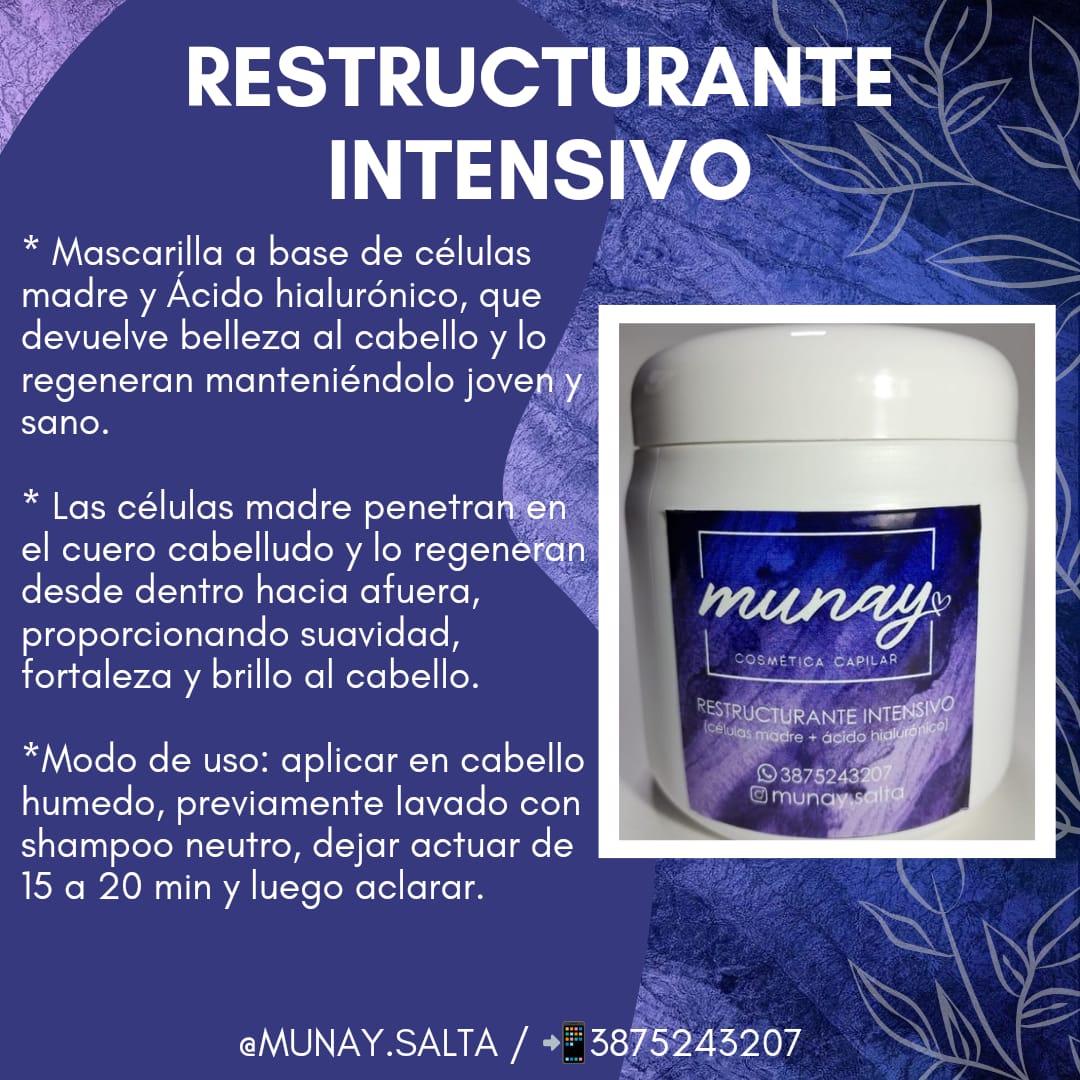 RESTRUCTURANTE
INTENSIVO
* Mascarilla a base de células
madre y Ácido hialurónico, que
devuelve belleza al cabello y lo
regeneran manteniéndolo joven y
sano.
* Las células madre penetran en
el cuero cabelludo y lo regeneran
desde dentro hacia afuera,
proporcionando suavidad,
fortaleza y brillo al cabello.
*Modo de uso: aplicar en cabello
humedo, previamente lavado con
shampoo neutro, dejar actuar de
15 a 20 min y luego aclarar.
munay
COSMÉTICA CAPILAR
RESTRUCTURANTE INTENSIVO
(células madre + ácido hialurónico)
3875243207
munay.salta
@MUNAY.SALTA / 📲3875243207